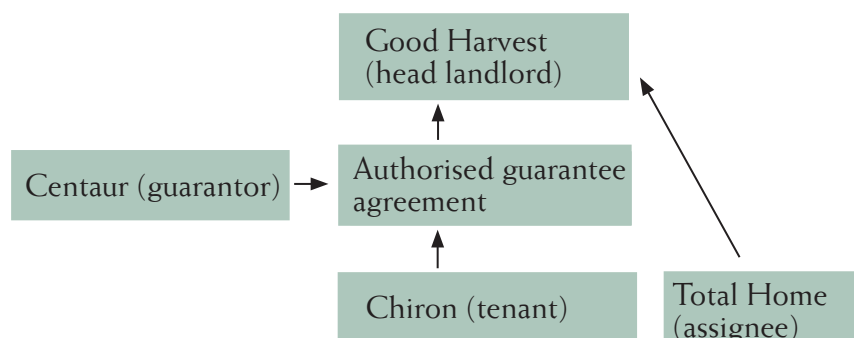 Good Harvest
(head landlord)
Centaur (guarantor)
Authorised guarantee
agreement
Chiron (tenant)
Total Home
(assignee)